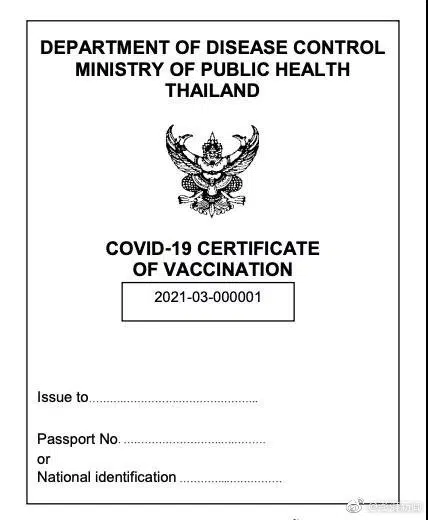 DEPARTMENT OF DISEASE CONTROL
MINISTRY OF PUBLIC HEALTH
THAILAND
COVID-19 CERTIFICATE
OF VACCINATION
2021-03-000001
Issue to................................................
Passport No. ........................................
or
National identification .............................